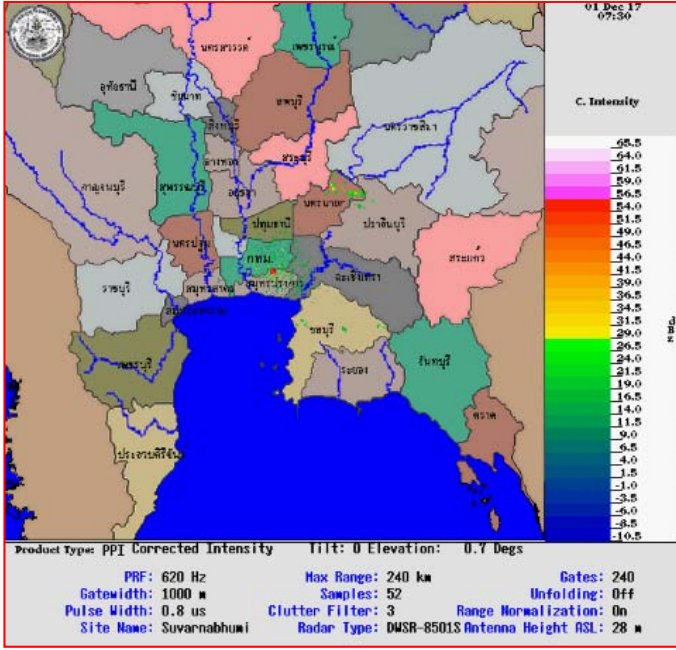 01 Dec 17
07:30
C. Intensity
นครสวรรค์
เพชรบูรณ์
อุทัยธานี
ชัยนาท
ลพบุรี
สิงห์บุรี
นครราชสีมา
อ่างทอง
สระบุรี
กาญจนบุรี
สุพรรณบุรี
อยุธยา
นครนายก
ปทุมธานี
ปราจีนบุรี
นครปฐม
กทม.
สระแก้ว
ฉะเชิงเทรา
ราชบุรี
สมุทรสาคร
สมุทรปราการ
สมุทรสงคราม
ชลบุรี
เพชรบุรี
ระยอง
จันทบุรี
ตราด
ประจวบคีรีขันธ์
65.5
64.0
61.5
59.0
56.5
54.0
51.5
49.0
46.5
44.0
41.5
39.0
36.5
34.0
31.5
29.0
26.5
24.0
21.5
19.0
16.5
14.0
11.5
9.0
6.5
4.0
1.5
-1.0
-3.5
-6.0
-8.5
-10.5
Product Type: PPI Corrected Intensity Tilt: 0 Elevation: 0.7 Degs
PRF: 620 Hz Max Range: 240 km Gates: 240
Gatewidth: 1000 m Samples: 52 Unfolding: Off
Pulse Width: 0.8 us Clutter Filter: 3 Range Normalization: On
Site Name: Suvarnabhumi Radar Type: DWSR-8501S Antenna Height ASL: 28 m